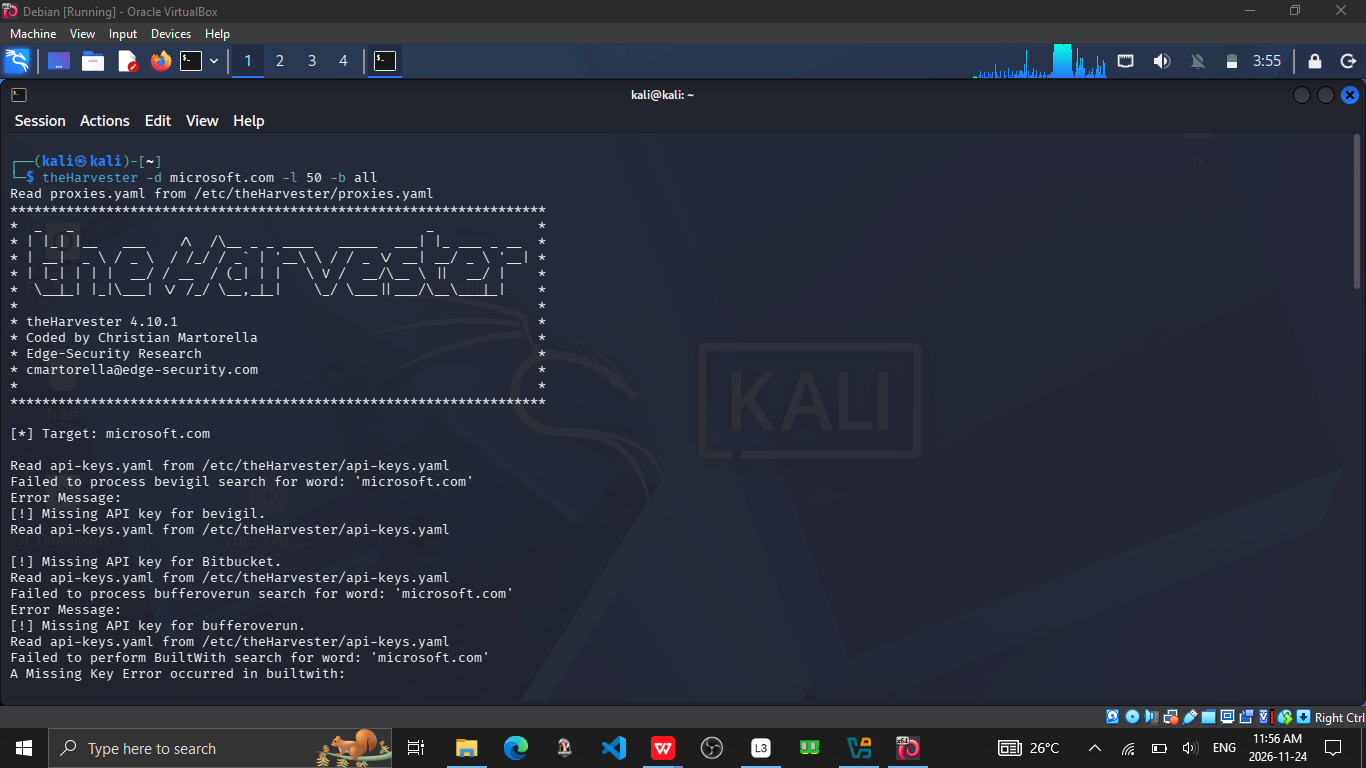 Debian [Running] - Oracle VirtualBox
Machine View Input Devices Help
1 2 3 4
3:55
kali@kali: ~
Session Actions Edit View Help
┌──(kali㉿kali)-[~]
└─$ theHarvester -d microsoft.com -l 50 -b all
Read proxies.yaml from /etc/theHarvester/proxies.yaml
*******************************************************************
theHarvester
* theHarvester 4.10.1 *
* Coded by Christian Martorella *
* Edge-Security Research *
* cmartorella@edge-security.com *
* *
*******************************************************************
KALI
Trash
[*] Target: microsoft.com
Read api-keys.yaml from /etc/theHarvester/api-keys.yaml
Failed to process bevigil search for word: 'microsoft.com'
Error Message:
[!] Missing API key for bevigil.
Read api-keys.yaml from /etc/theHarvester/api-keys.yaml
[!] Missing API key for Bitbucket.
Read api-keys.yaml from /etc/theHarvester/api-keys.yaml
Failed to process bufferoverun search for word: 'microsoft.com'
Error Message:
[!] Missing API key for bufferoverun.
Read api-keys.yaml from /etc/theHarvester/api-keys.yaml
Failed to perform BuiltWith search for word: 'microsoft.com'
A Missing Key Error occurred in builtwith:
Right Ctrl
Type here to search
L3
x64
26°C
ENG
11:56 AM
2026-11-24